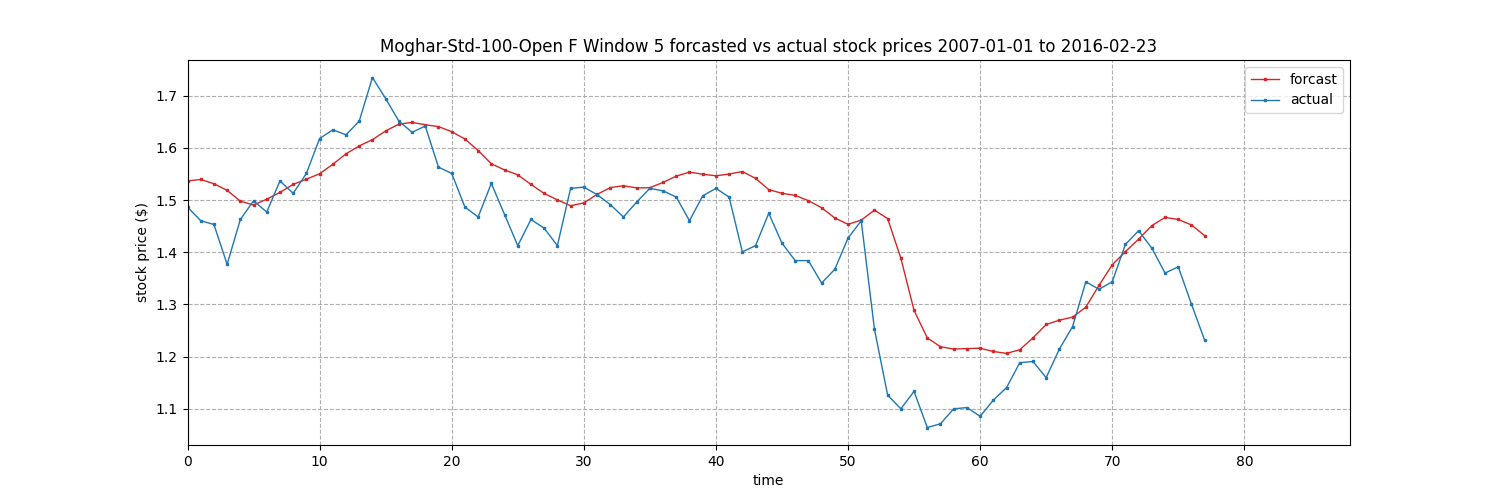 Moghar-Std-100-Open F Window 5 forcasted vs actual stock prices 2007-01-01 to 2016-02-23
forcast
actual
stock price ($)
1.7
1.6
1.5
1.4
1.3
1.2
1.1
0 10 20 30 40 50 60 70 80
time